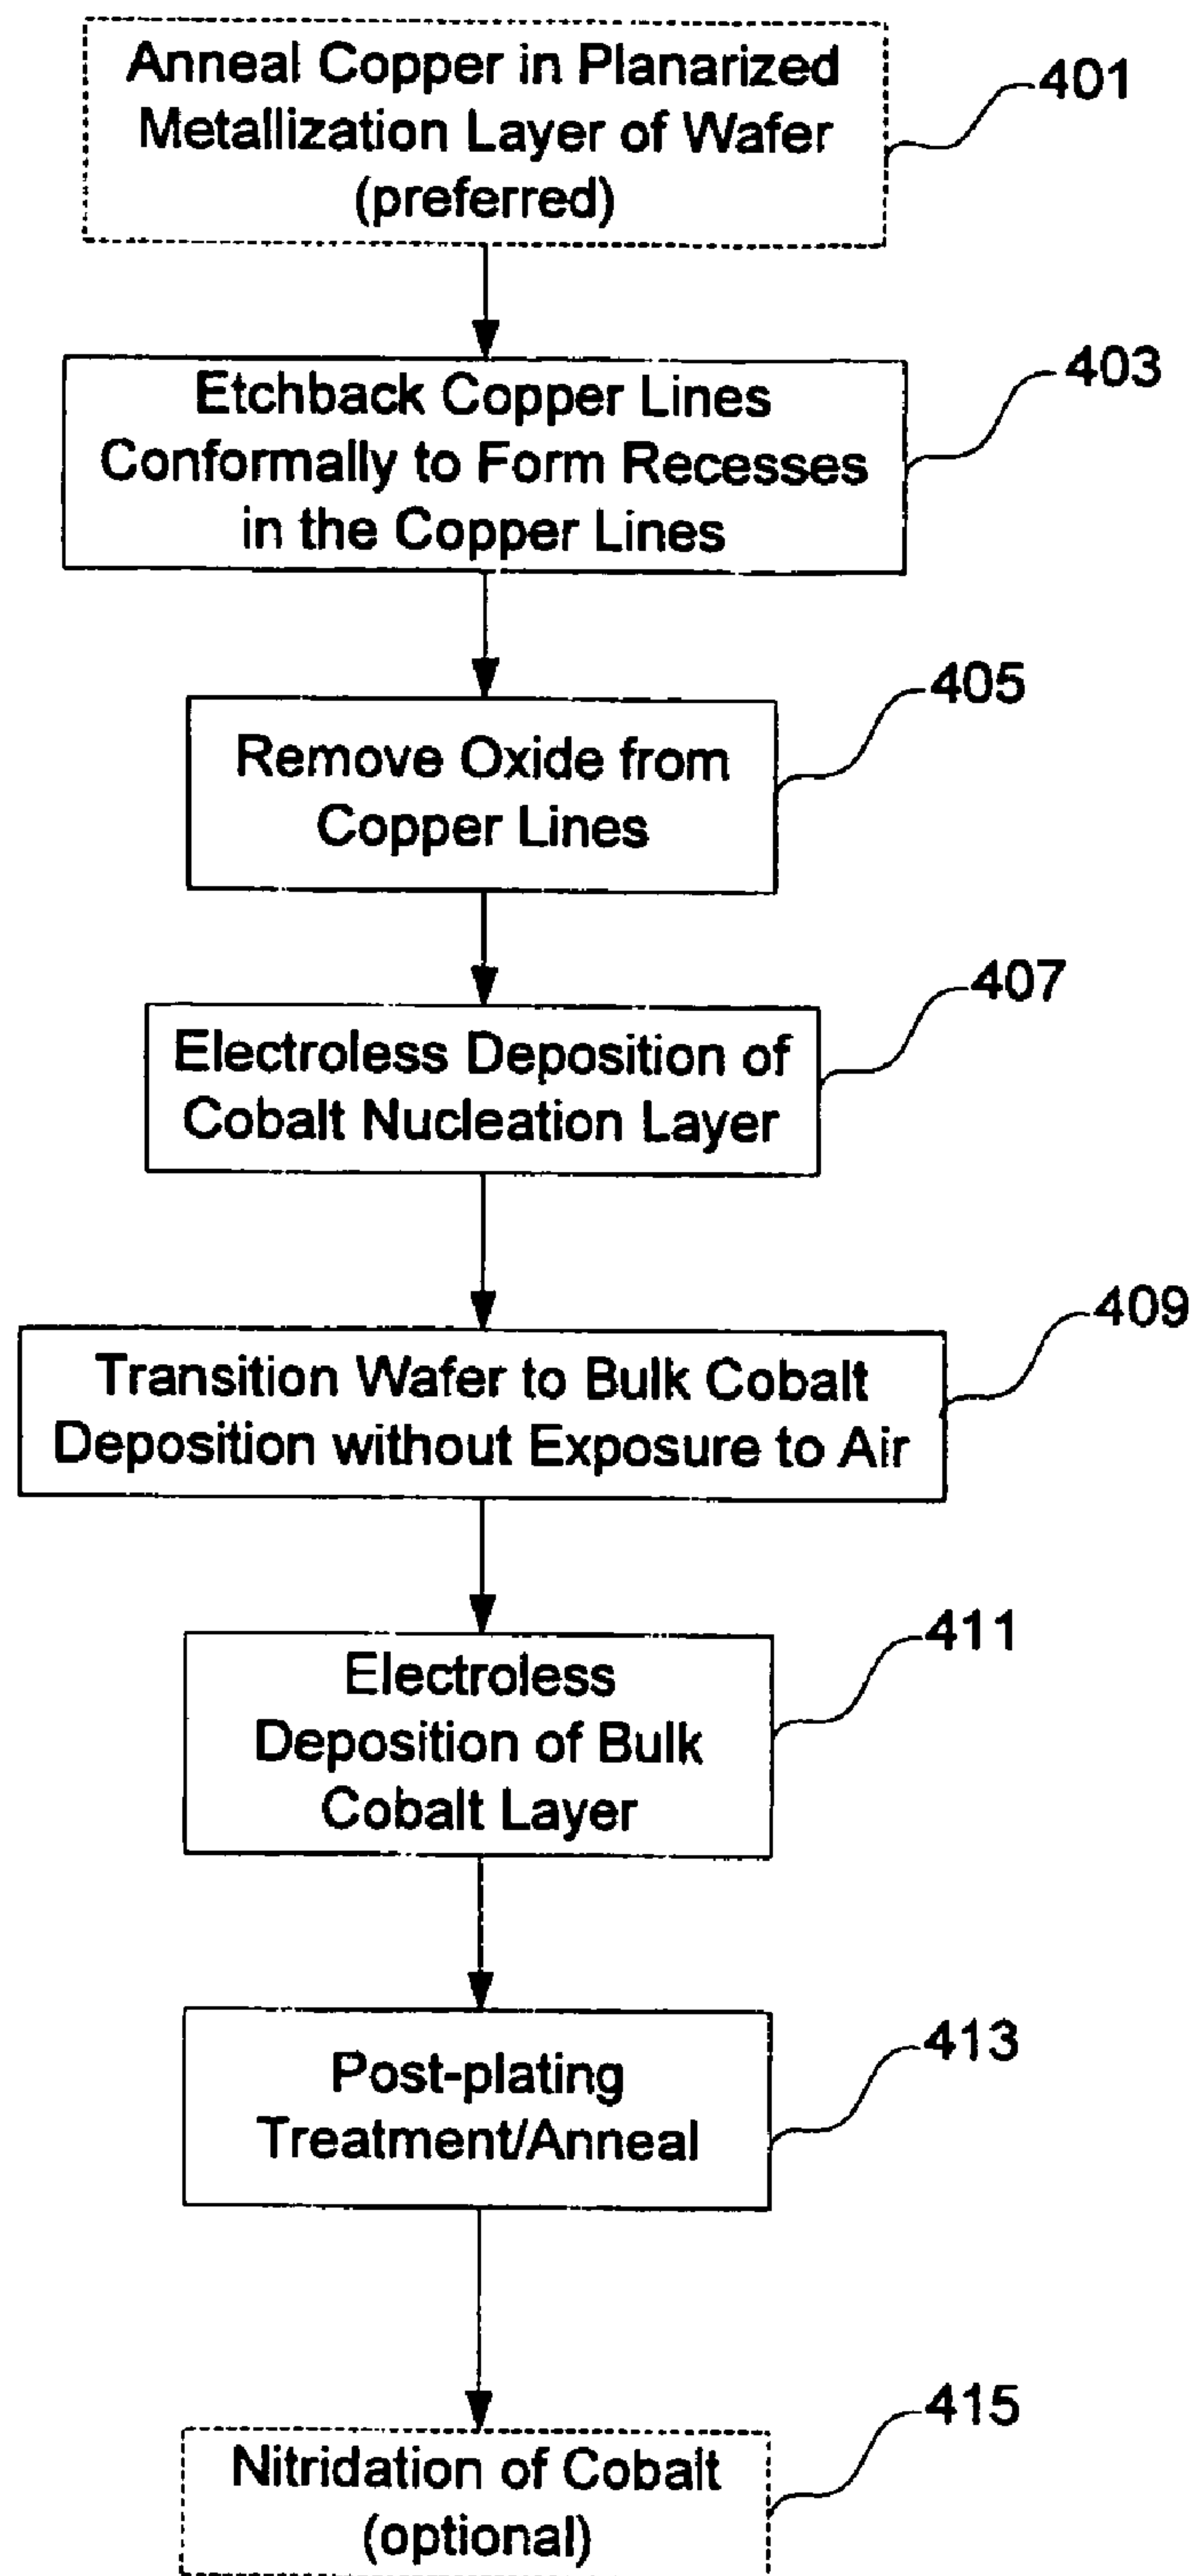 Anneal Copper in Planarized
Metallization Layer of Wafer
(preferred)
401
Etchback Copper Lines
Conformally to Form Recesses
in the Copper Lines
403
Remove Oxide from
Copper Lines
405
Electroless Deposition of
Cobalt Nucleation Layer
407
Transition Wafer to Bulk Cobalt
Deposition without Exposure to Air
409
Electroless
Deposition of Bulk
Cobalt Layer
411
Post-plating
Treatment/Anneal
413
Nitridation of Cobalt
(optional)
415